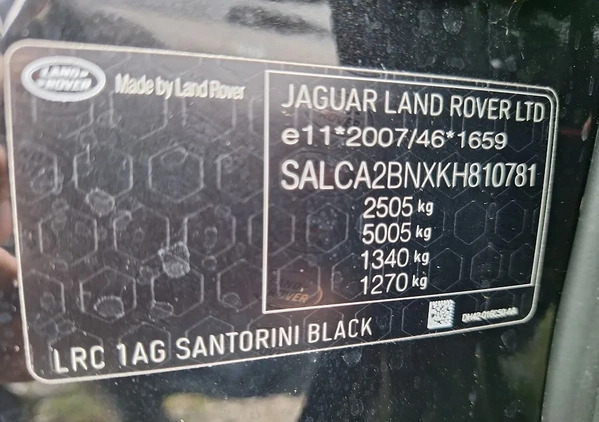 LAND ROVER
Made by Land Rover
JAGUAR LAND ROVER LTD
e11*2007/46*1659
SALCA2BNXKH810781
2505 kg
5005 kg
1340 kg
1270 kg
LRC 1AG SANTORINI BLACK